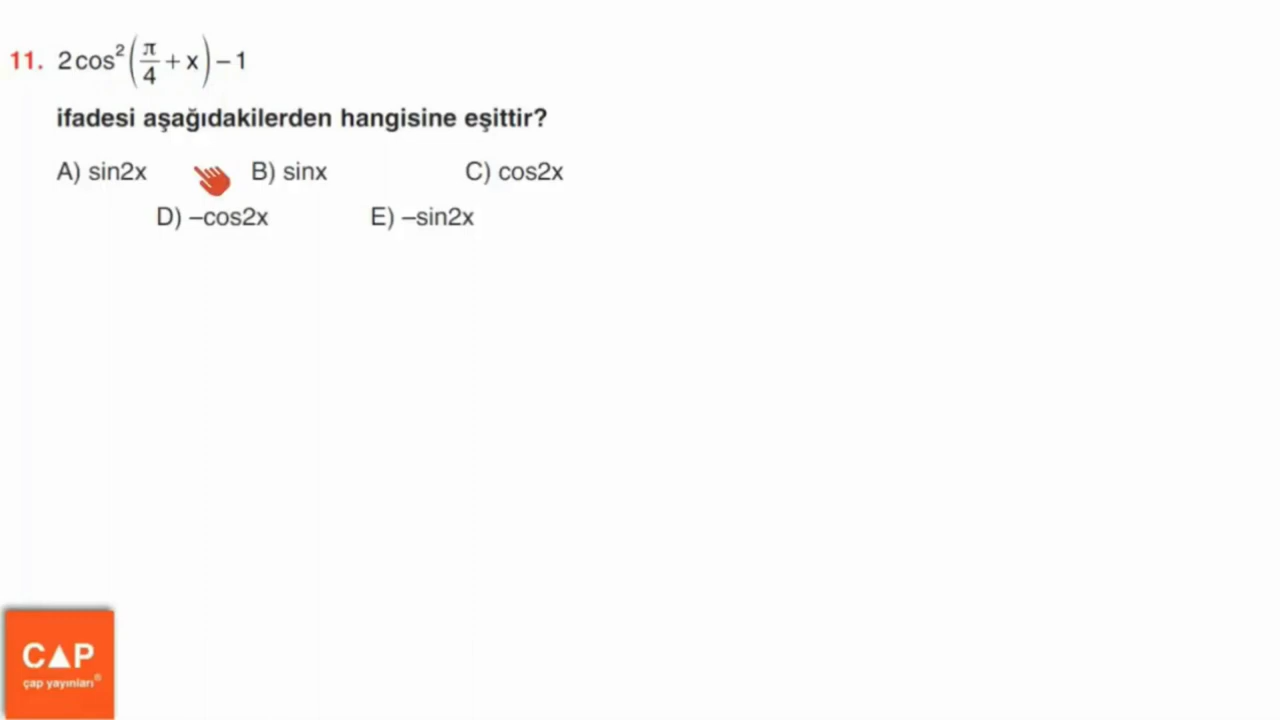 11. 2cos²(π/4 + x) – 1
ifadesi aşağıdakilerden hangisine eşittir?
A) sin2x B) sinx C) cos2x
D) –cos2x E) –sin2x
CAP
çap yayınları®